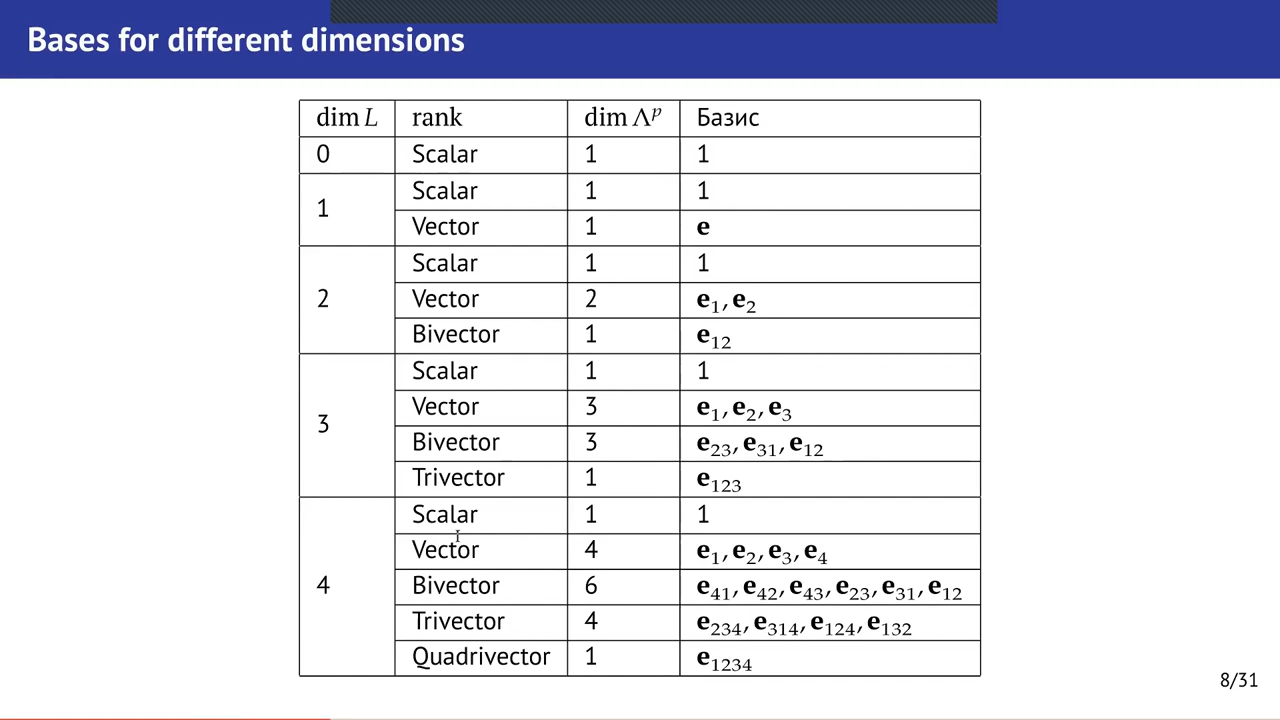 Bases for different dimensions
dim L rank dim Λᵖ Базис
0 Scalar 1 1
1 Scalar 1 1
Vector 1 e
2 Scalar 1 1
Vector 2 e₁, e₂
Bivector 1 e₁₂
3 Scalar 1 1
Vector 3 e₁, e₂, e₃
Bivector 3 e₂₃, e₃₁, e₁₂
Trivector 1 e₁₂₃
4 Scalar 1 1
Vector 4 e₁, e₂, e₃, e₄
Bivector 6 e₄₁, e₄₂, e₄₃, e₂₃, e₃₁, e₁₂
Trivector 4 e₂₃₄, e₃₁₄, e₁₂₄, e₁₃₂
Quadrivector 1 e₁₂₃₄
8/31